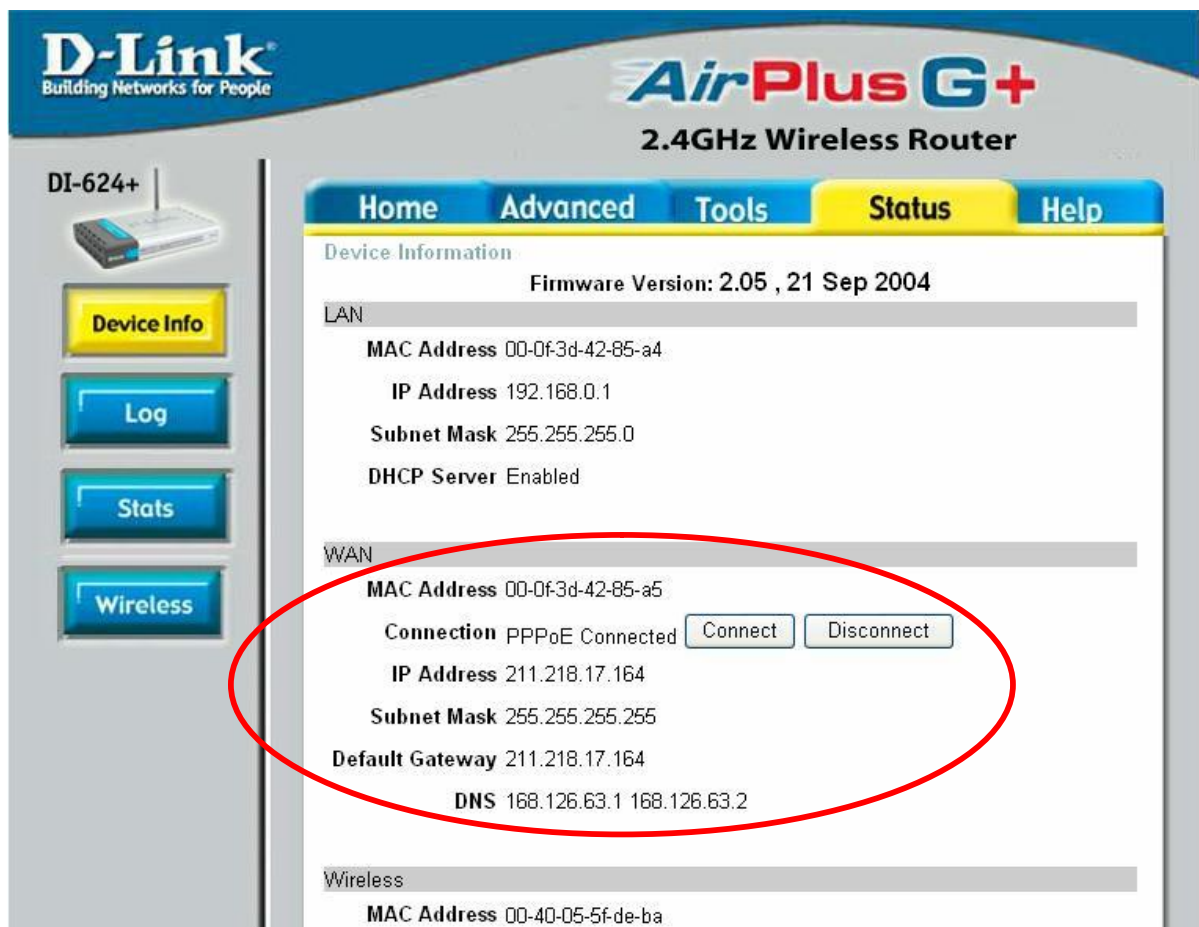 D-Link
Building Networks for People
AirPlus G+
2.4GHz Wireless Router
DI-624+
Home Advanced Tools Status Help
Device Info
Log
Stats
Wireless
Device Information
Firmware Version: 2.05 , 21 Sep 2004
LAN
MAC Address 00-0f-3d-42-85-a4
IP Address 192.168.0.1
Subnet Mask 255.255.255.0
DHCP Server Enabled
WAN
MAC Address 00-0f-3d-42-85-a5
Connection PPPoE Connected Connect Disconnect
IP Address 211.218.17.164
Subnet Mask 255.255.255.255
Default Gateway 211.218.17.164
DNS 168.126.63.1 168.126.63.2
Wireless
MAC Address 00-40-05-5f-de-ba